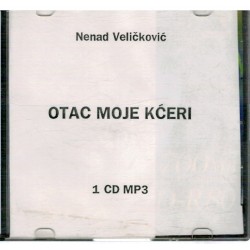 Nenad Veličković
OTAC MOJE KĆERI
1 CD MP3